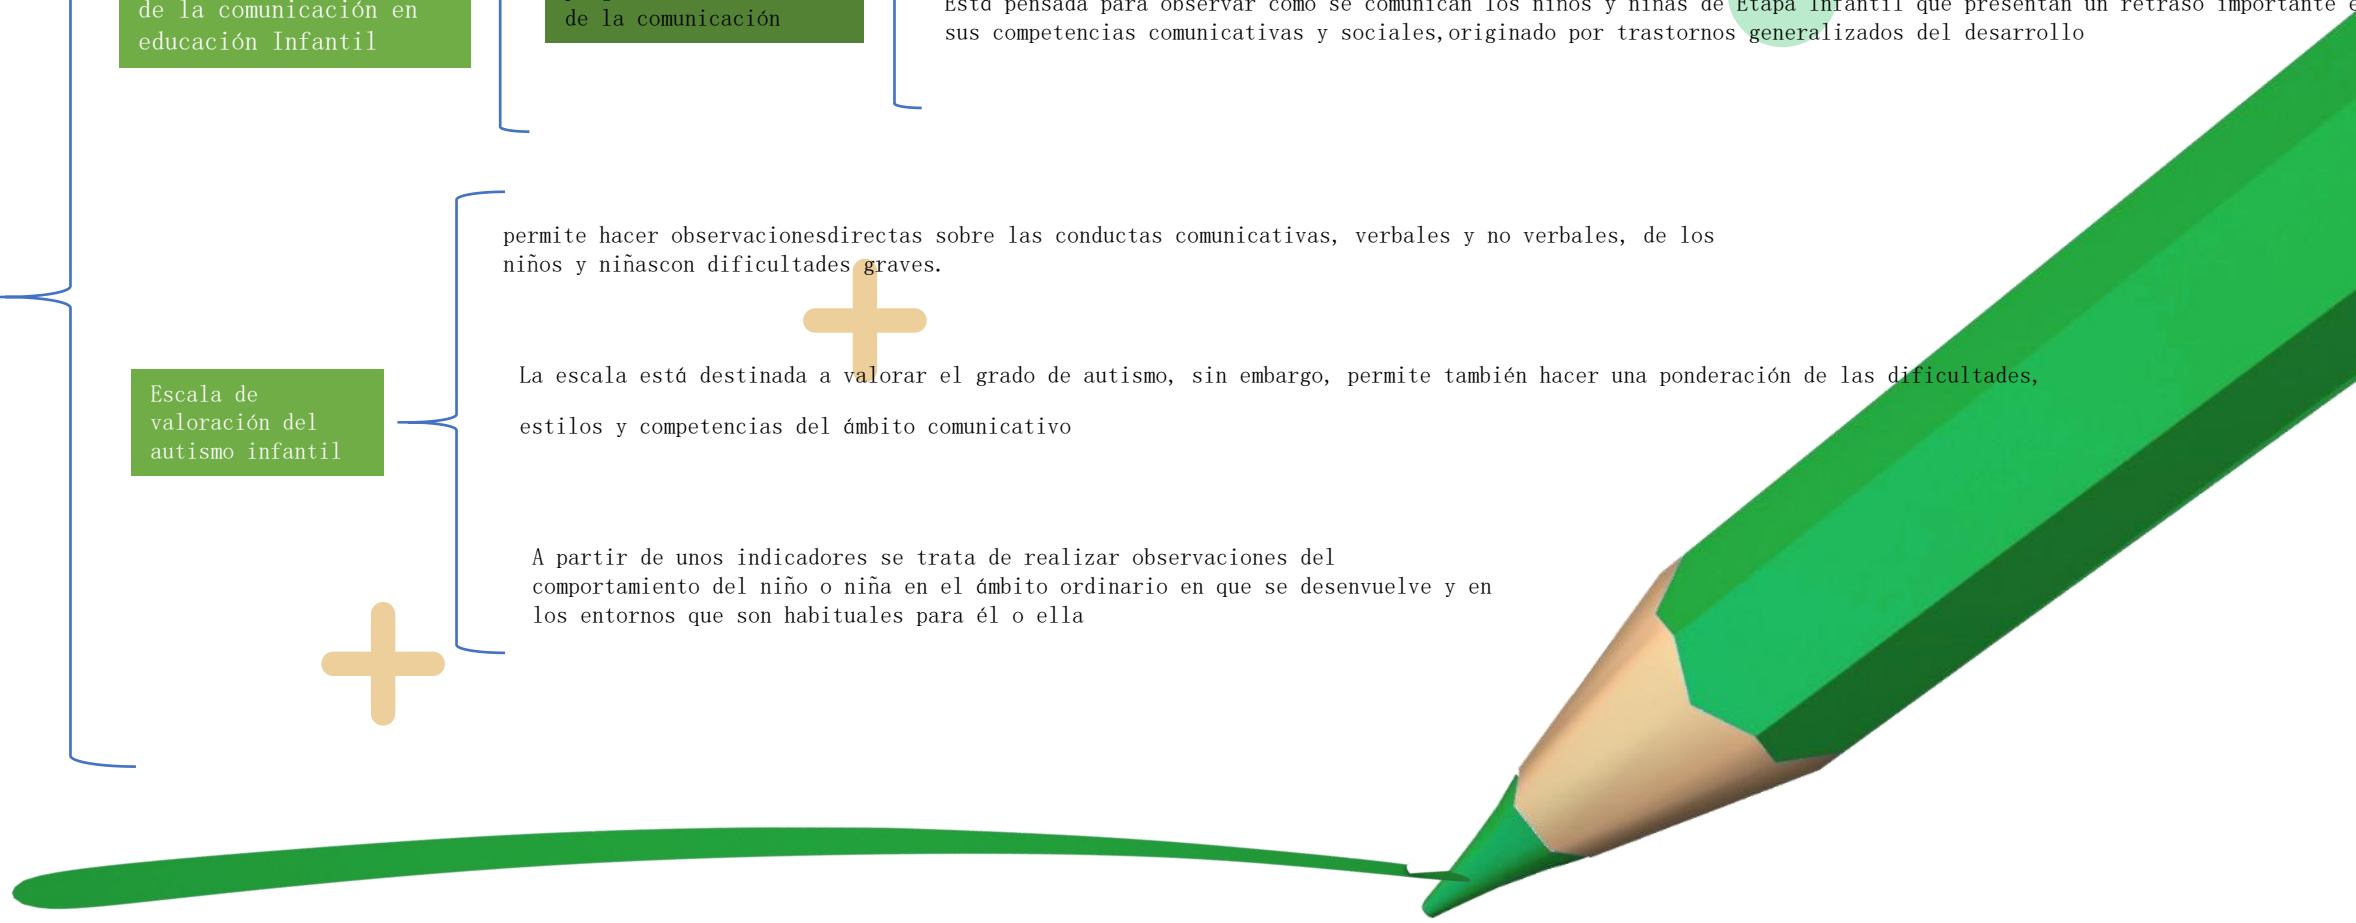 de la comunicación en
educación Infantil
de la comunicación
Está pensada para observar cómo se comunican los niños y niñas de Etapa Infantil que presentan un retraso importante
sus competencias comunicativas y sociales,originado por trastornos generalizados del desarrollo
permite hacer observacionesdirectas sobre las conductas comunicativas, verbales y no verbales, de los
niños y niñascon dificultades graves.
La escala está destinada a valorar el grado de autismo, sin embargo, permite también hacer una ponderación de las dificultades,
estilos y competencias del ámbito comunicativo
Escala de
valoración del
autismo infantil
A partir de unos indicadores se trata de realizar observaciones del
comportamiento del niño o niña en el ámbito ordinario en que se desenvuelve y en
los entornos que son habituales para él o ella